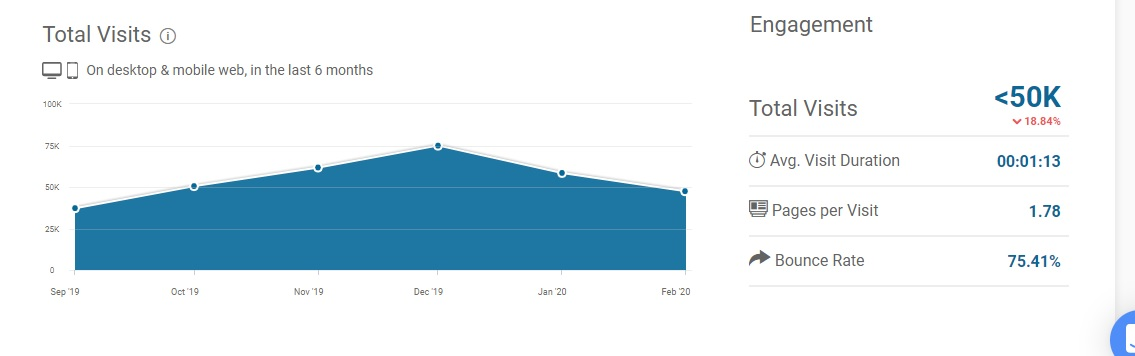 Total Visits
On desktop & mobile web, in the last 6 months
100K
75K
50K
25K
0
Sep '19
Oct '19
Nov '19
Dec '19
Jan '20
Feb '20
Engagement
Total Visits
<50K
18.84%
Avg. Visit Duration 00:01:13
Pages per Visit 1.78
Bounce Rate 75.41%